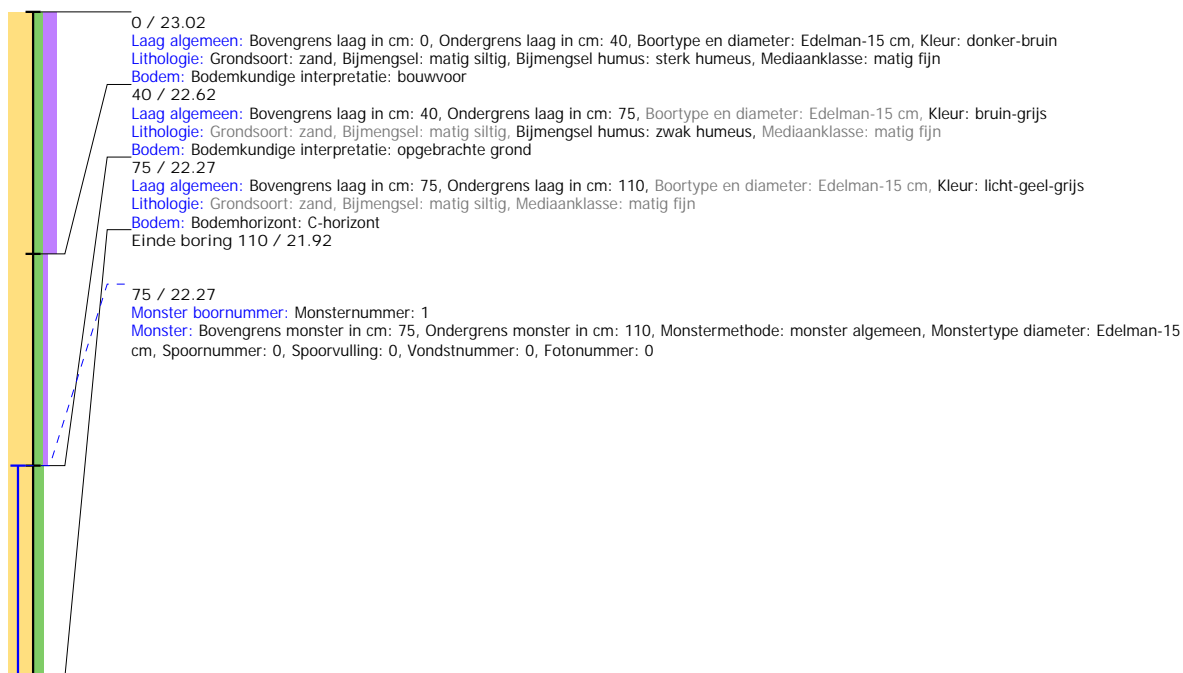 0 / 23.02
Laag algemeen: Bovengrens laag in cm: 0, Ondergrens laag in cm: 40, Boortype en diameter: Edelman-15 cm, Kleur: donker-bruin
Lithologie: Grondsoort: zand, Bijmengsel: matig siltig, Bijmengsel humus: sterk humeus, Mediaanklasse: matig fijn
Bodem: Bodemkundige interpretatie: bouwvoor
40 / 22.62
Laag algemeen: Bovengrens laag in cm: 40, Ondergrens laag in cm: 75, Boortype en diameter: Edelman-15 cm, Kleur: bruin-grijs
Lithologie: Grondsoort: zand, Bijmengsel: matig siltig, Bijmengsel humus: zwak humeus, Mediaanklasse: matig fijn
Bodem: Bodemkundige interpretatie: opgebrachte grond
75 / 22.27
Laag algemeen: Bovengrens laag in cm: 75, Ondergrens laag in cm: 110, Boortype en diameter: Edelman-15 cm, Kleur: licht-geel-grijs
Lithologie: Grondsoort: zand, Bijmengsel: matig siltig, Mediaanklasse: matig fijn
Bodem: Bodemhorizont: C-horizont
Einde boring 110 / 21.92
75 / 22.27
Monster boornummer: Monsternummer: 1
Monster: Bovengrens monster in cm: 75, Ondergrens monster in cm: 110, Monstermethode: monster algemeen, Monstertype diameter: Edelman-15
cm, Spoornummer: 0, Spoorvulling: 0, Vondstnummer: 0, Fotonummer: 0